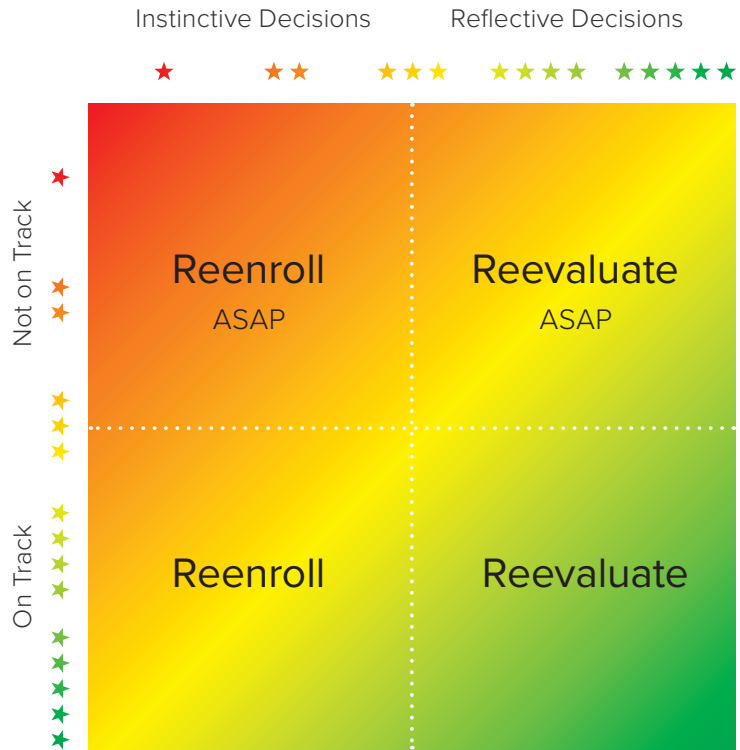 Instinctive Decisions
Reflective Decisions
Not on Track
On Track
Reenroll
ASAP
Reevaluate
ASAP
Reenroll
Reevaluate